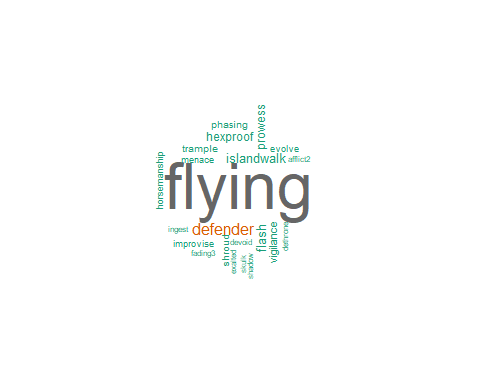 prowess
phasing
hexproof
trample
evolve
menace
islandwalk
afflict2
horsemanship
flying
ingest
defender
flash
vigilance
dethrone
improvise
devoid
shroud
fading3
exalted
skulk
shadow